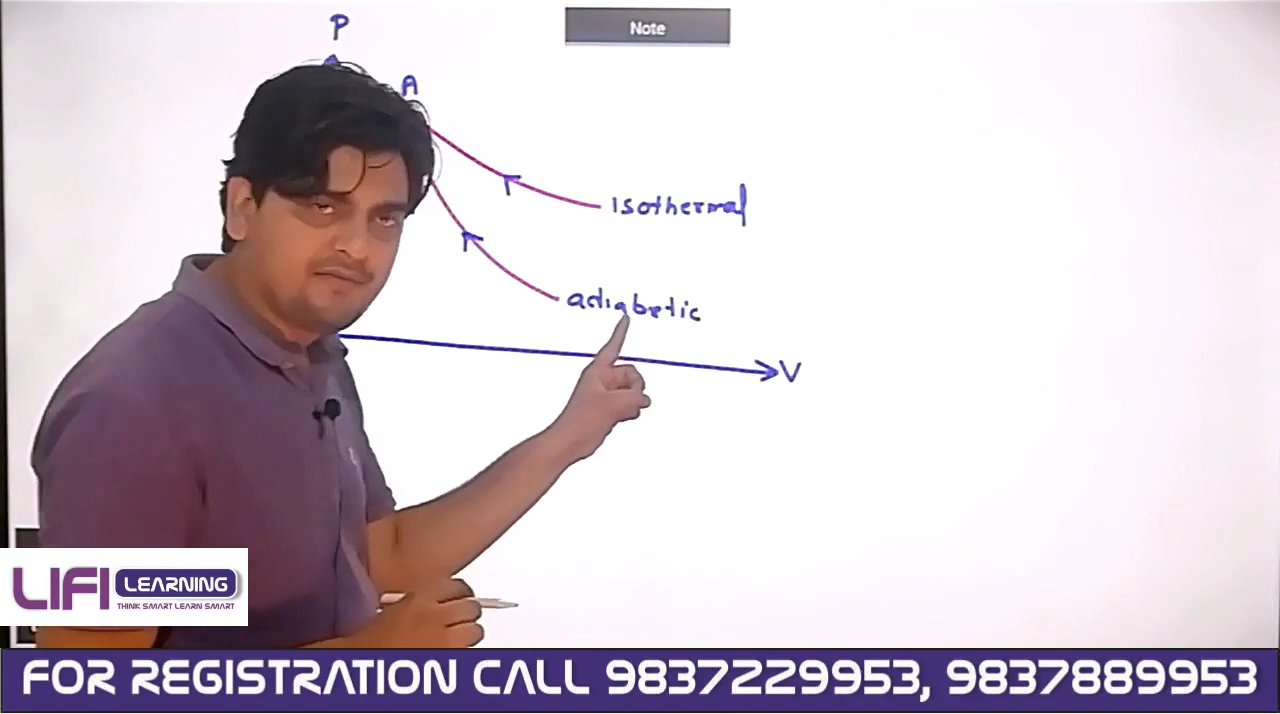 Note
P
A
isothermal
adiabetic
V
LIFI LEARNING
THINK SMART LEARN SMART
FOR REGISTRATION CALL 9837229953, 9837889953